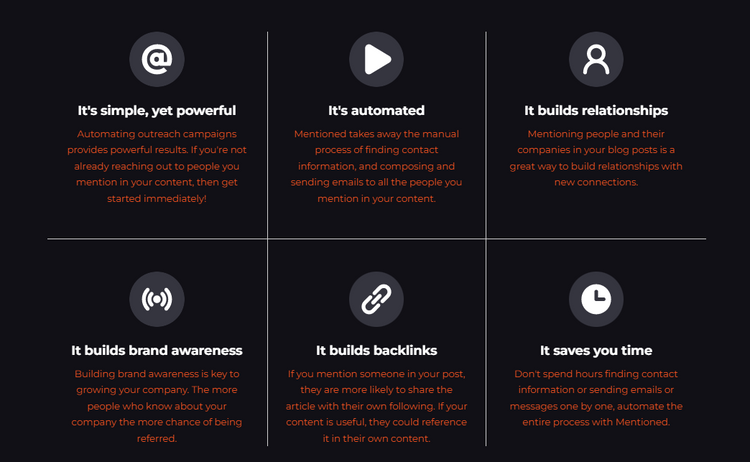 It's simple, yet powerful
Automating outreach campaigns
provides powerful results. If you're not
already reaching out to people you
mention in your content, then get
started immediately!
It's automated
Mentioned takes away the manual
process of finding contact
information, and composing and
sending emails to all the people you
mention in your content.
It builds relationships
Mentioning people and their
companies in your blog posts is a
great way to build relationships with
new connections.
It builds brand awareness
Building brand awareness is key to
growing your company. The more
people who know about your
company the more chance of being
referred.
It builds backlinks
If you mention someone in your post,
they are more likely to share the
article with their own following. If your
content is useful, they could reference
it in their own content.
It saves you time
Don't spend hours finding contact
information or sending emails or
messages one by one, automate the
entire process with Mentioned.